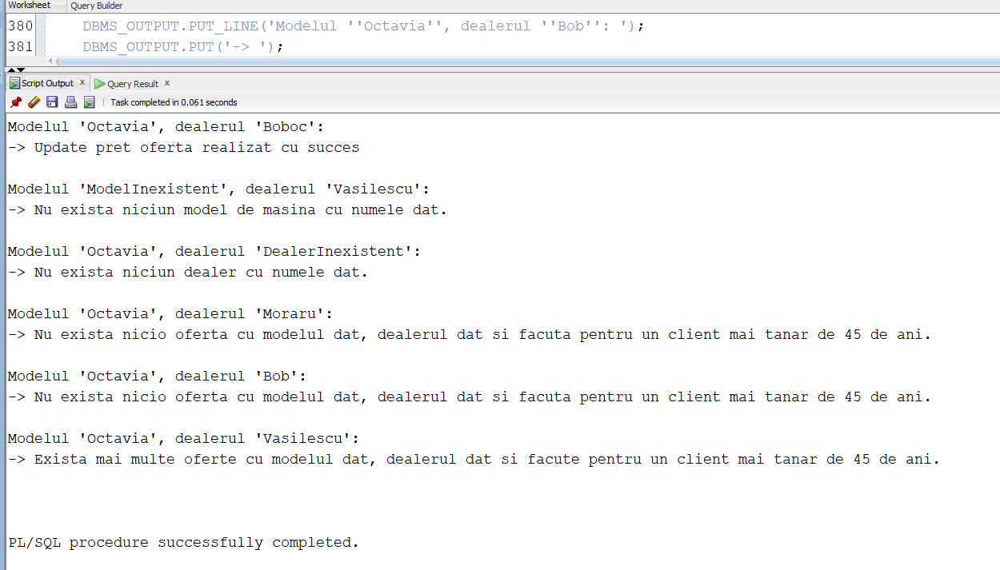 Worksheet Query Builder
380 DBMS_OUTPUT.PUT_LINE('Modelul ''Octavia'', dealerul ''Bob'': ');
381 DBMS_OUTPUT.PUT('-> ');
Script Output x Query Result x
Task completed in 0.061 seconds
Modelul 'Octavia', dealerul 'Boboc':
-> Update pret oferta realizat cu succes
Modelul 'ModelInexistent', dealerul 'Vasilescu':
-> Nu exista niciun model de masina cu numele dat.
Modelul 'Octavia', dealerul 'DealerInexistent':
-> Nu exista niciun dealer cu numele dat.
Modelul 'Octavia', dealerul 'Moraru':
-> Nu exista nicio oferta cu modelul dat, dealerul dat si facuta pentru un client mai tanar de 45 de ani.
Modelul 'Octavia', dealerul 'Bob':
-> Nu exista nicio oferta cu modelul dat, dealerul dat si facuta pentru un client mai tanar de 45 de ani.
Modelul 'Octavia', dealerul 'Vasilescu':
-> Exista mai multe oferte cu modelul dat, dealerul dat si facute pentru un client mai tanar de 45 de ani.
PL/SQL procedure successfully completed.